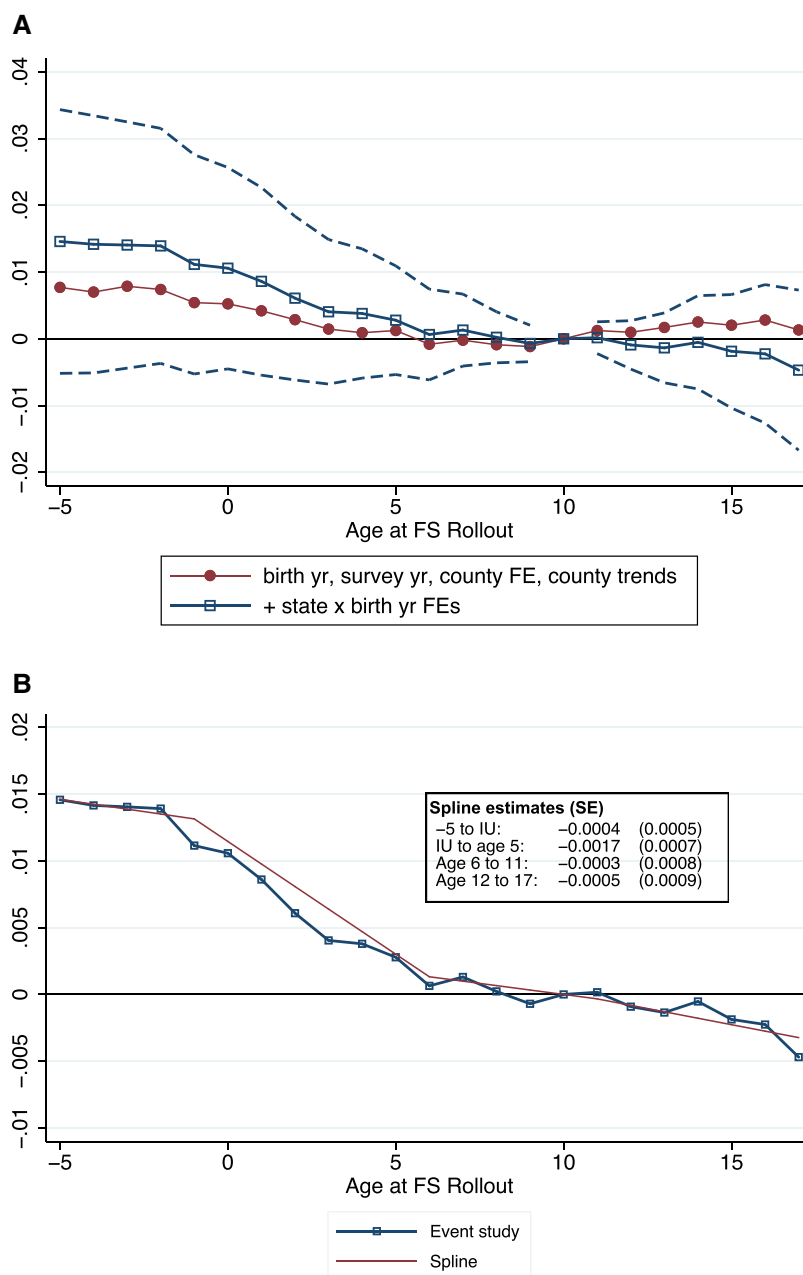 A
.04
.03
.02
.01
0
−.01
−.02
−5 0 5 10 15
Age at FS Rollout
birth yr, survey yr, county FE, county trends
+ state x birth yr FEs
B
.02
.015
.01
.005
0
−.005
−.01
Spline estimates (SE)
−5 to IU: −0.0004 (0.0005)
IU to age 5: −0.0017 (0.0007)
Age 6 to 11: −0.0003 (0.0008)
Age 12 to 17: −0.0005 (0.0009)
−5 0 5 10 15
Age at FS Rollout
Event study
Spline